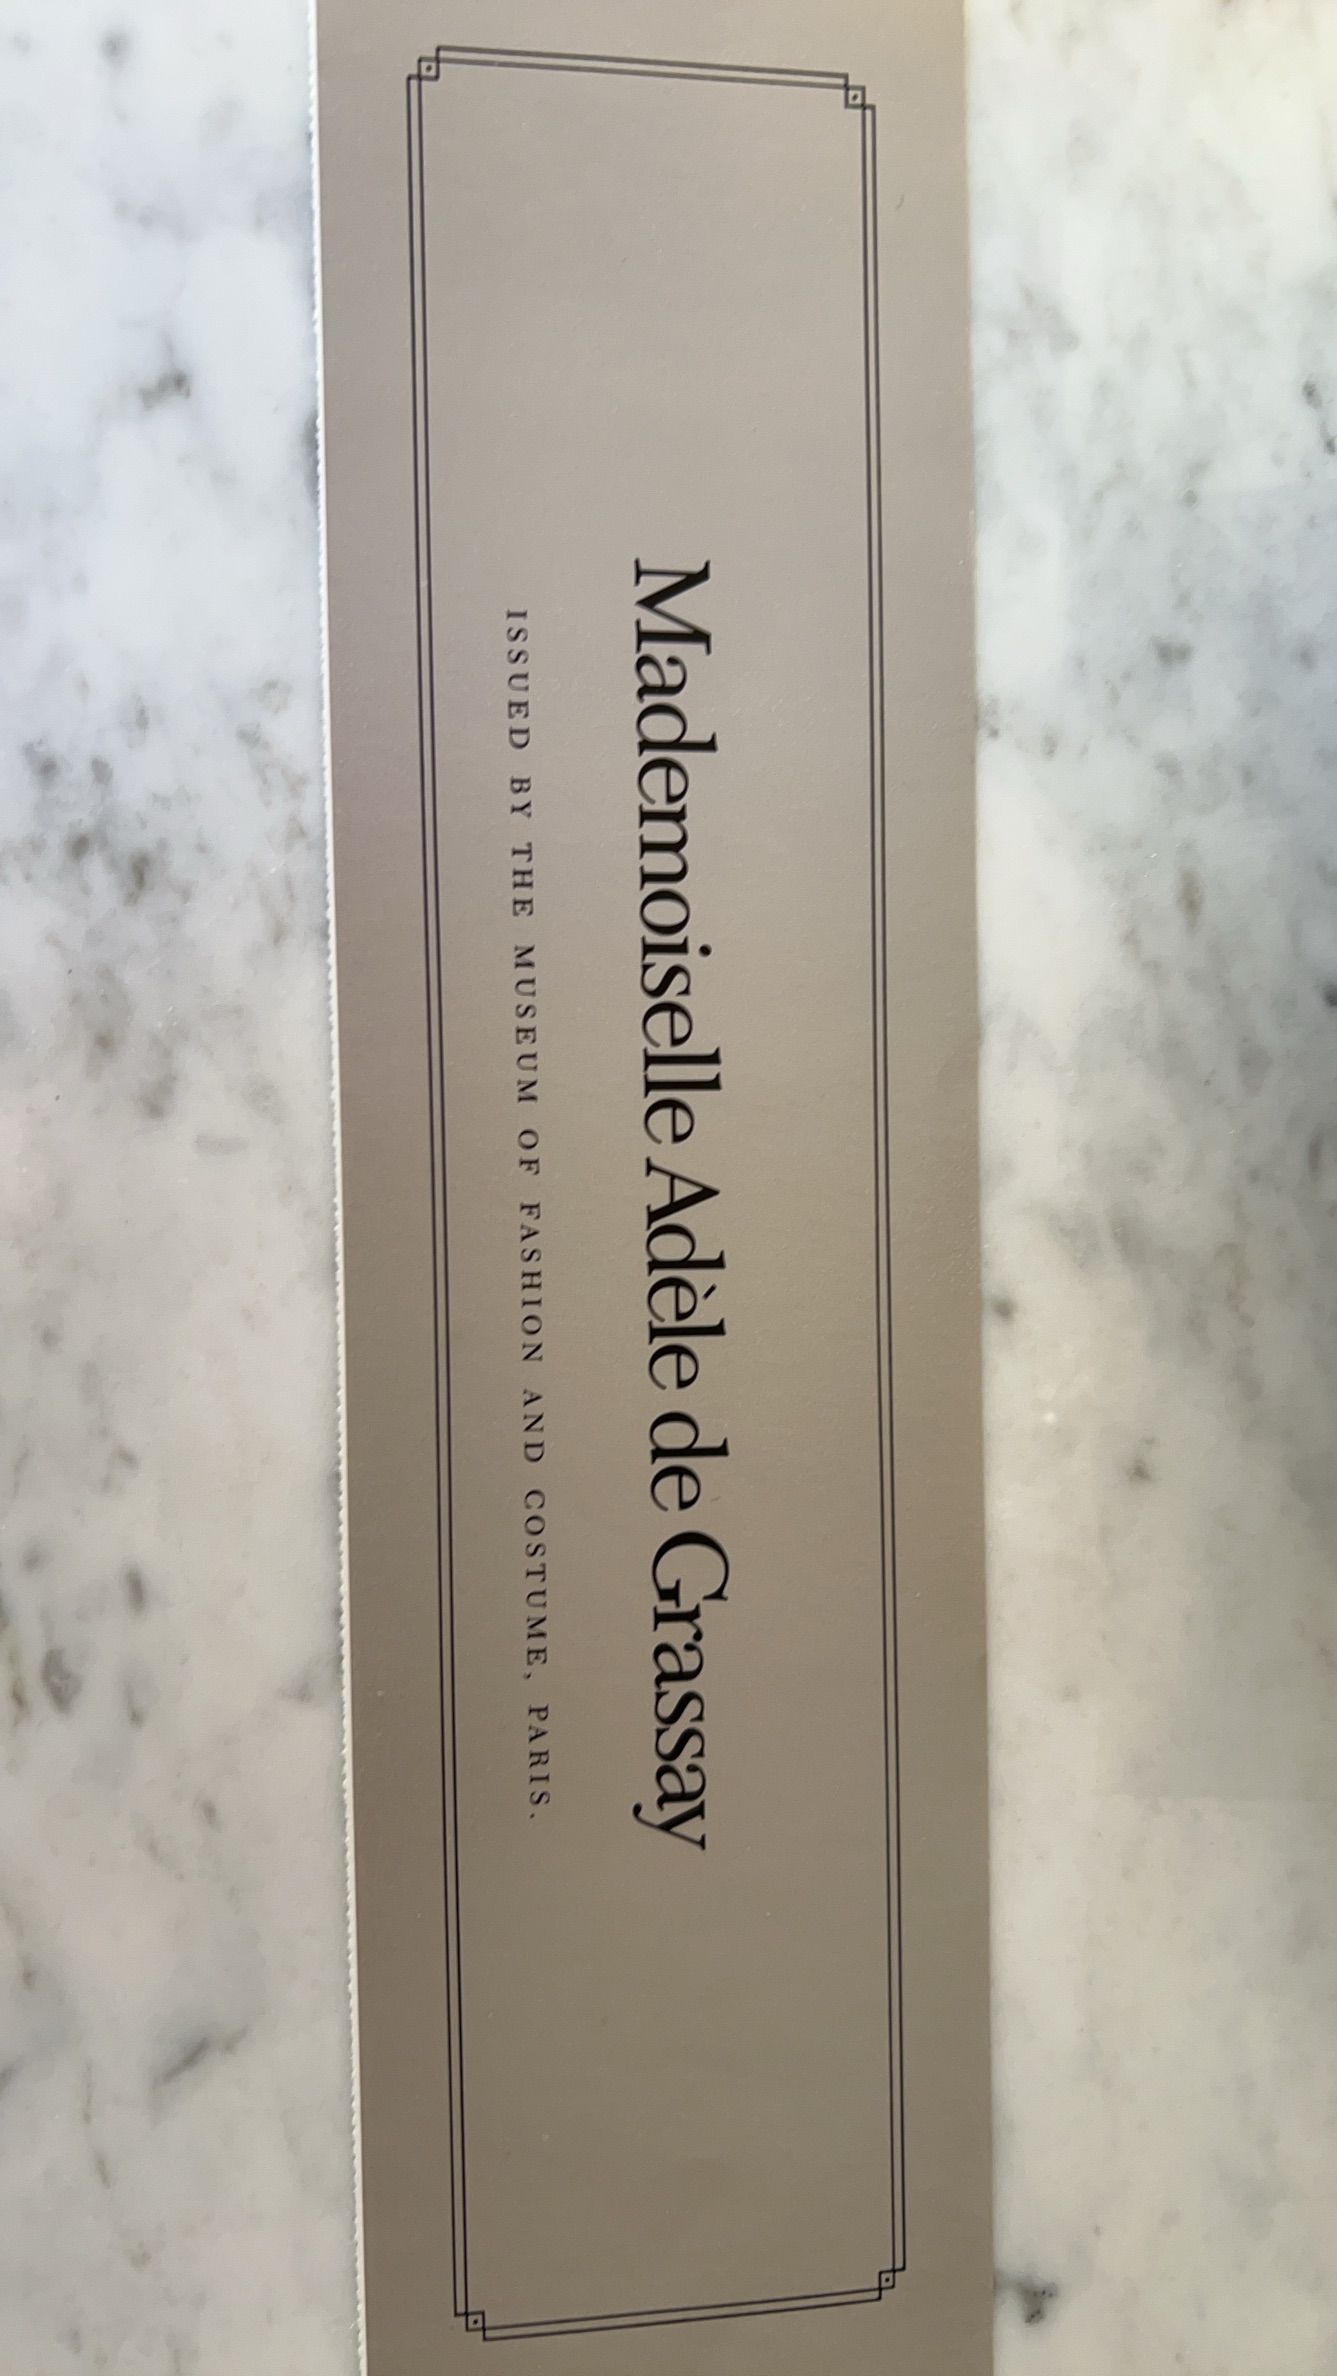 Mademoiselle Adèle de Grassay
ISSUED BY THE MUSEUM OF FASHION AND COSTUME, PARIS.